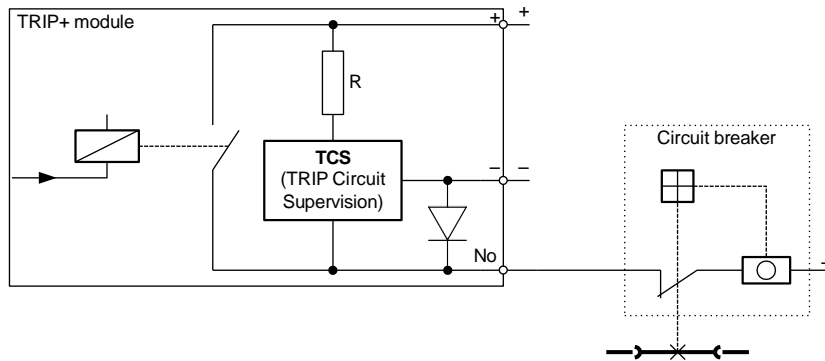 TRIP+ module
+ +
R
TCS
(TRIP Circuit
Supervision)
– –
No
Circuit breaker
–